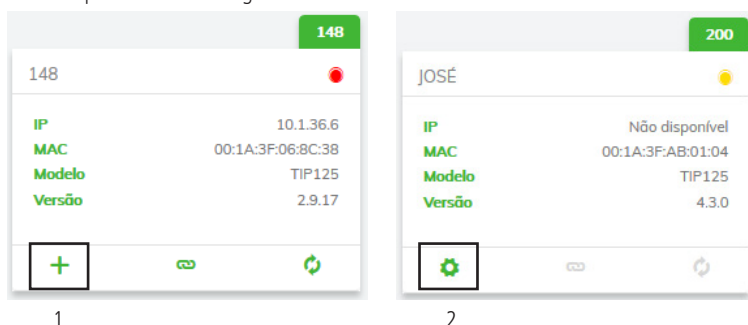 148
148
IP 10.1.36.6
MAC 00:1A:3F:06:8C:38
Modelo TIP125
Versão 2.9.17
1
200
JOSÉ
IP Não disponível
MAC 00:1A:3F:AB:01:04
Modelo TIP125
Versão 4.3.0
2